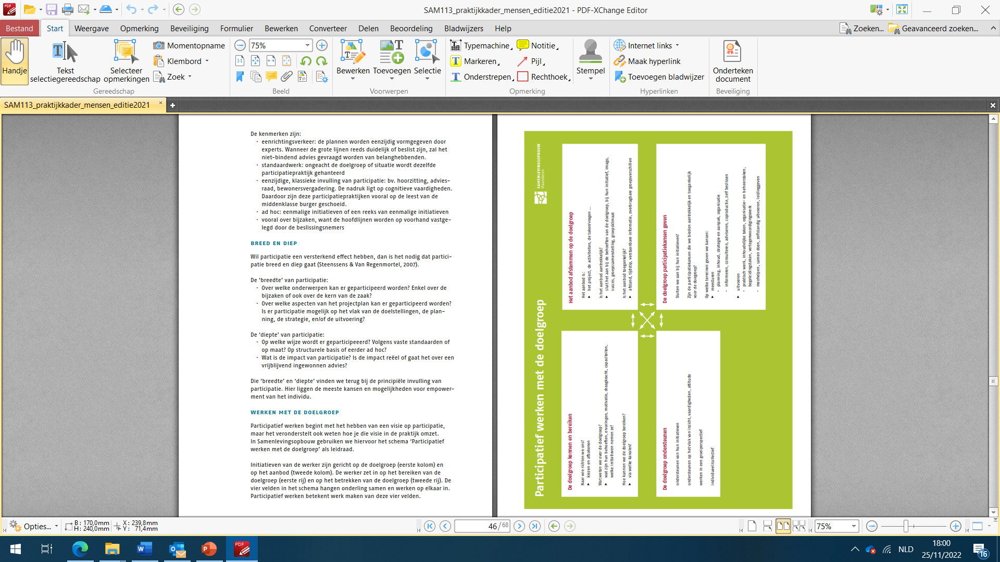 SAM113_praktijkkader_mensen_editie2021 - PDF-XChange Editor
Bestand
Start
Weergave
Opmerking
Beveiliging
Formulier
Bewerken
Converteer
Delen
Beoordeling
Bladwijzers
Help
Zoeken...
Geavanceerd zoeken...
Handje
Tekst
selectiegereedschap
Selecteer
opmerkingen
Momentopname
Klembord
Zoek
Gereedschap
75%
Beeld
Bewerken
Toevoegen
Selectie
Voorwerpen
Typemachine
Markeren
Onderstrepen
Notitie
Pijl
Rechthoek
Stempel
Opmerking
Internet links
Maak hyperlink
Toevoegen bladwijzer
Hyperlinken
Onderteken
document
Beveiliging
SAM113_praktijkkader_mensen_editie2021
De kenmerken zijn:
· eenrichtingsverkeer: de plannen worden eenzijdig vormgegeven door
experts. Wanneer de grote lijnen reeds duidelijk of beslist zijn, zal het
niet-bindend advies gevraagd worden van belanghebbenden.
· standaardwerk: ongeacht de doelgroep of situatie wordt dezelfde
participatiepraktijk gehanteerd
· eenzijdige, klassieke invulling van participatie: bv. hoorzitting, advies-
raad, bewonersvergadering. De nadruk ligt op cognitieve vaardigheden.
Daardoor zijn deze participatiepraktijken vooral op de leest van de
middenklasse burger geschoeid.
· ad hoc: eenmalige initiatieven of een reeks van eenmalige initiatieven
· vooral over bijzaken, want de hoofdlijnen worden op voorhand vastge-
legd door de beslissingsnemers
BREED EN DIEP
Wil participatie een versterkend effect hebben, dan is het nodig dat partici-
patie breed en diep gaat (Steenssens & Van Regenmortel, 2007).
De ‘breedte’ van participatie:
· Over welke onderwerpen kan er geparticipeerd worden? Enkel over de
bijzaken of ook over de kern van de zaak?
· Over welke aspecten van het projectplan kan er geparticipeerd worden?
Is er participatie mogelijk op het vlak van de doelstellingen, de plan-
ning, de strategie, en/of de uitvoering?
De ‘diepte’ van participatie:
· Op welke wijze wordt er geparticipeeerd? Volgens vaste standaarden of
op maat? Op structurele basis of eerder ad hoc?
· Wat is de impact van participatie? Is de impact reëel of gaat het over een
vrijblijvend ingewonnen advies?
Die ‘breedte’ en ‘diepte’ vinden we terug bij de principiële invulling van
participatie. Hier liggen de meeste kansen en mogelijkheden voor empower-
ment van het individu.
WERKEN MET DE DOELGROEP
Participatief werken begint met het hebben van een visie op participatie,
maar het veronderstelt ook weten hoe je die visie in de praktijk omzet.
In Samenlevingsopbouw gebruiken we hiervoor het schema ‘Participatief
werken met de doelgroep’ als leidraad.
Initiatieven van de werker zijn gericht op de doelgroep (eerste kolom) en
op het aanbod (tweede kolom). De werker zet in op het bereiken van de
doelgroep (eerste rij) en op het betrekken van de doelgroep (tweede rij). De
vier velden in het schema hangen onderling samen en werken op elkaar in.
Participatief werken betekent werk maken van deze vier velden.
Participatief werken met de doelgroep
SAMENLEVINGSOPBOUW
Vlaanderen
De doelgroep kennen en bereiken
Naar wie richten we ons?
► kiezen en afbakenen
Wat weten we over de doelgroep?
► wat zijn hun behoeften, ervaringen, motivatie, draagkracht, capaciteiten,
welke initiatieven nemen ze?
Hoe kunnen we de doelgroep bereiken?
► via welke kanalen?
Het aanbod afstemmen op de doelgroep
Het aanbod is:
► het project, de activiteiten, de taken/vragen ...
Is het aanbod aantrekkelijk?
► sluit het aan bij de behoeften van de doelgroep, bij hun initiatief, imago,
succes, groepssamenstelling, groepsklimaat
Is het aanbod toegankelijk?
► afstand, tijdstip, verstaanbare informatie, overbrugbare groepsverschillen
De doelgroep ondersteunen
ondersteunen van hun initiatieven
ondersteunen op het vlak van inzicht, vaardigheden, attitude
werken in een groeiperspectief
individueel/collectief
De doelgroep participatiekansen geven
Sluiten we aan bij hun initiatieven?
Zijn de participatiekansen die we bieden aantrekkelijk en toegankelijk
voor de doelgroep?
Op welke terreinen geven we kansen:
► meesturen
· planning, inhoud, strategie en aanpak, organisatie
· informeren, consulteren, adviseren, coproductie, zelf beslissen
► uitvoeren
· praktisch werk, inhoudelijke taken, organisatie- en beheerstaken,
begeleidingstaken, vertegenwoordigingswerk
· meehelpen, samen doen, zelfstandig uitvoeren, leidinggeven
Opties...
B: 170,0mm
H: 240,0mm
X: 239,8mm
Y: 71,4mm
46 / 68
75%
NLD
18:00
25/11/2022
16